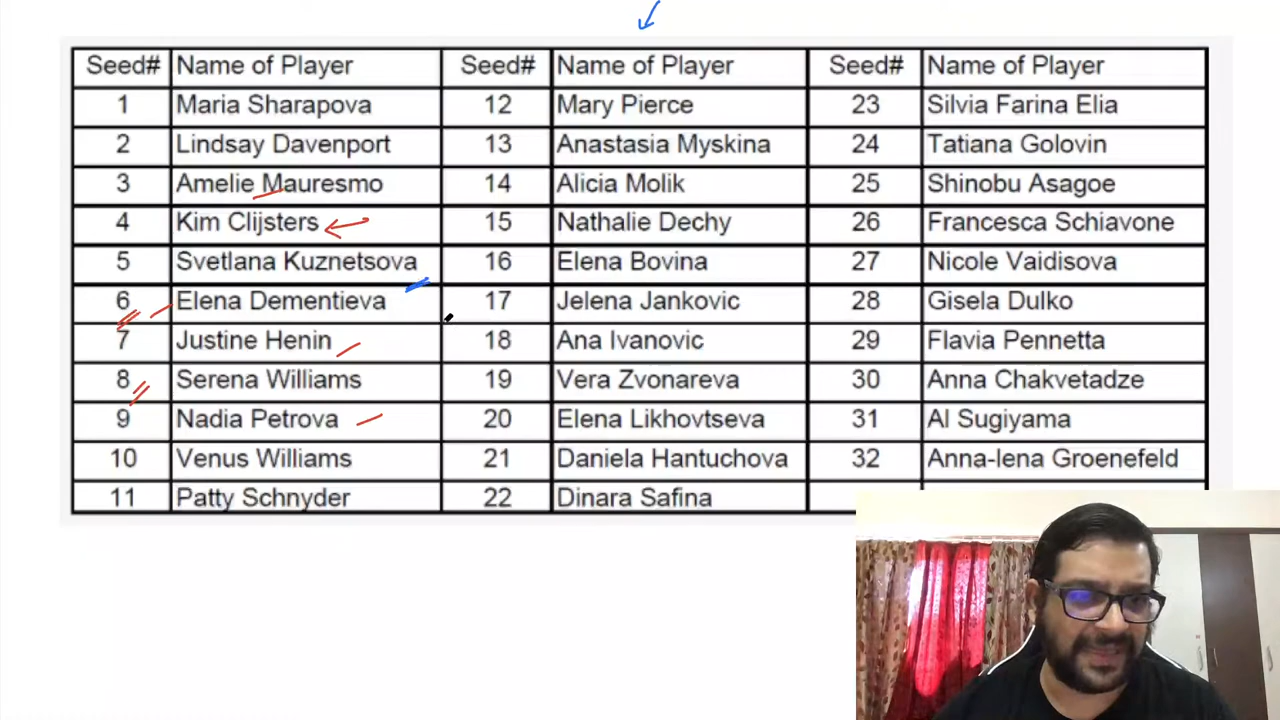 Seed# Name of Player Seed# Name of Player Seed# Name of Player
1 Maria Sharapova 12 Mary Pierce 23 Silvia Farina Elia
2 Lindsay Davenport 13 Anastasia Myskina 24 Tatiana Golovin
3 Amelie Mauresmo 14 Alicia Molik 25 Shinobu Asagoe
4 Kim Clijsters 15 Nathalie Dechy 26 Francesca Schiavone
5 Svetlana Kuznetsova 16 Elena Bovina 27 Nicole Vaidisova
6 Elena Dementieva 17 Jelena Jankovic 28 Gisela Dulko
7 Justine Henin 18 Ana Ivanovic 29 Flavia Pennetta
8 Serena Williams 19 Vera Zvonareva 30 Anna Chakvetadze
9 Nadia Petrova 20 Elena Likhovtseva 31 Al Sugiyama
10 Venus Williams 21 Daniela Hantuchova 32 Anna-lena Groenefeld
11 Patty Schnyder 22 Dinara Safina